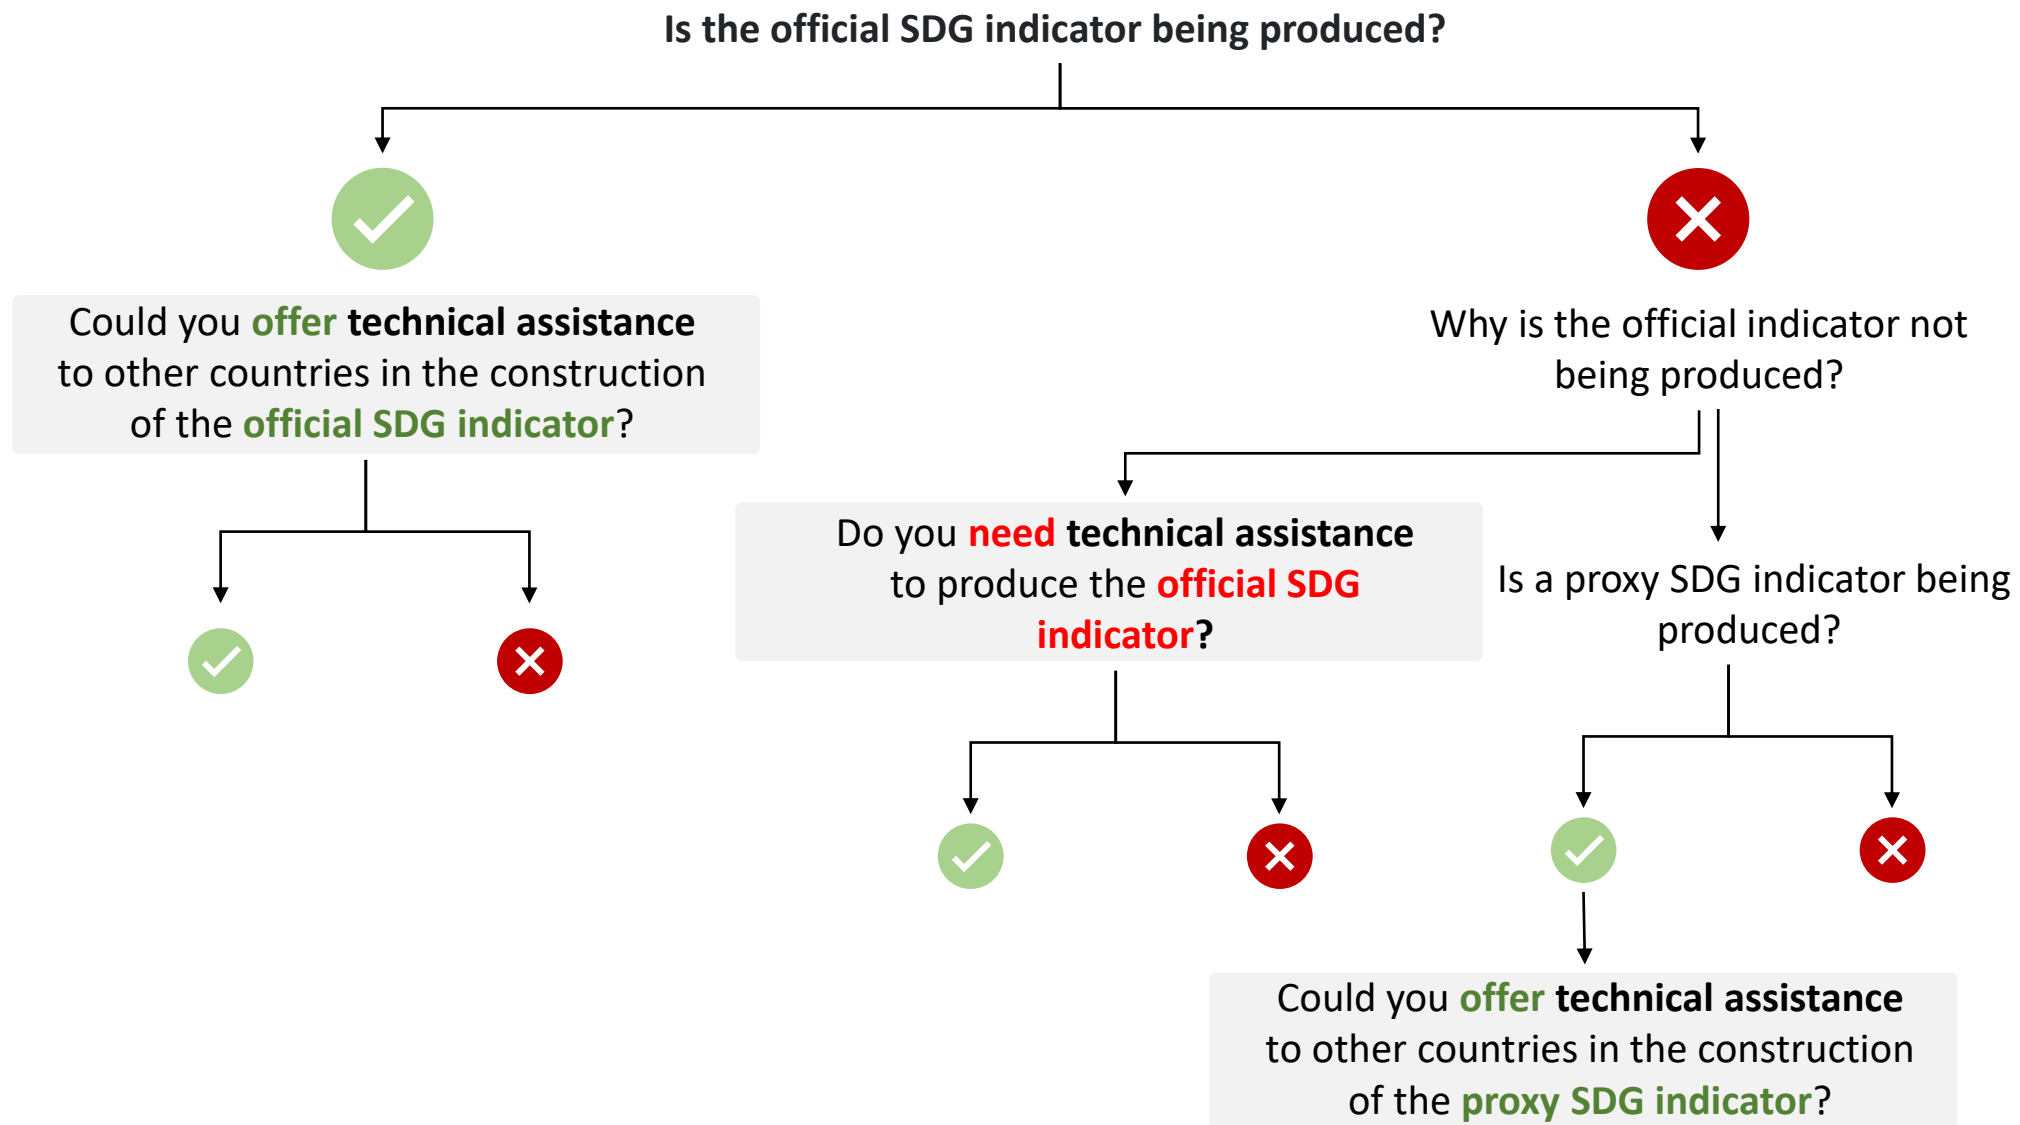 Is the official SDG indicator being produced?
Could you offer technical assistance
to other countries in the construction
of the official SDG indicator?
Why is the official indicator not
being produced?
Do you need technical assistance
to produce the official SDG
indicator?
Is a proxy SDG indicator being
produced?
Could you offer technical assistance
to other countries in the construction
of the proxy SDG indicator?